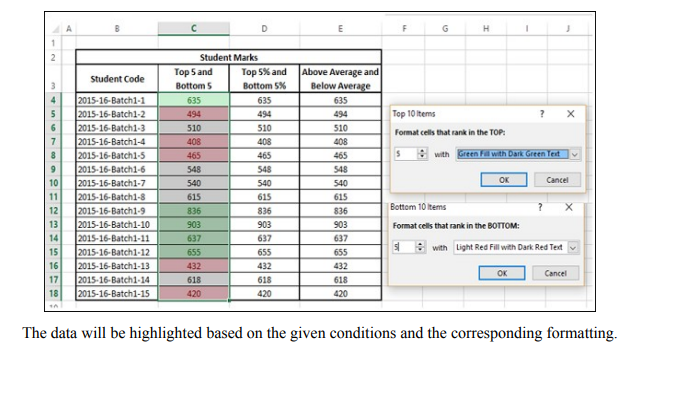 A B C D E F G H I J
1
2 Student Marks
3 Student Code Top 5 and Bottom 5 Top 5% and Bottom 5% Above Average and Below Average
4 2015-16-Batch1-1 635 635 635
5 2015-16-Batch1-2 494 494 494
6 2015-16-Batch1-3 510 510 510
7 2015-16-Batch1-4 408 408 408
8 2015-16-Batch1-5 465 465 465
9 2015-16-Batch1-6 548 548 548
10 2015-16-Batch1-7 540 540 540
11 2015-16-Batch1-8 615 615 615
12 2015-16-Batch1-9 836 836 836
13 2015-16-Batch1-10 903 903 903
14 2015-16-Batch1-11 637 637 637
15 2015-16-Batch1-12 655 655 655
16 2015-16-Batch1-13 432 432 432
17 2015-16-Batch1-14 618 618 618
18 2015-16-Batch1-15 420 420 420
Top 10 Items ? X
Format cells that rank in the TOP:
5 with Green Fill with Dark Green Text
OK Cancel
Bottom 10 Items ? X
Format cells that rank in the BOTTOM:
5 with Light Red Fill with Dark Red Text
OK Cancel
The data will be highlighted based on the given conditions and the corresponding formatting.